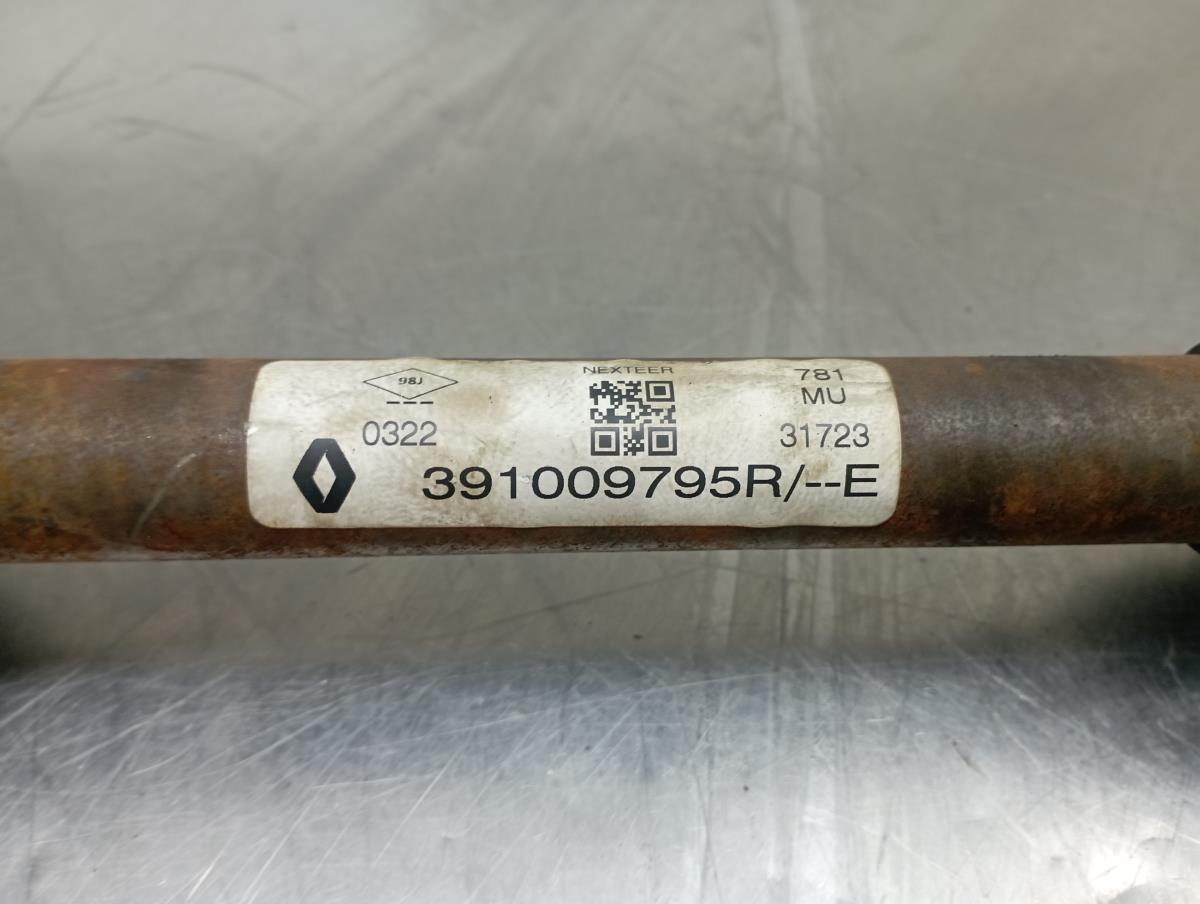 98J
---
0322
NEXTEER
781
MU
31723
391009795R/--E